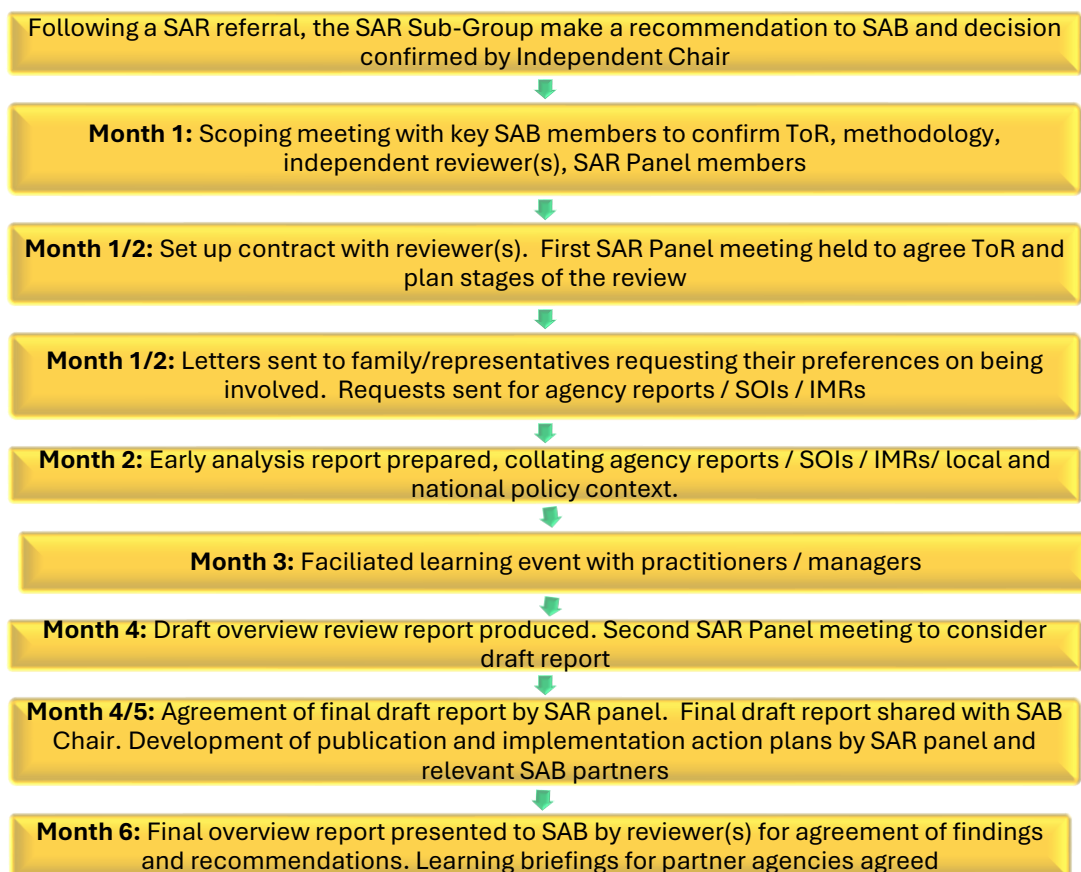 Following a SAR referral, the SAR Sub-Group make a recommendation to SAB and decision
confirmed by Independent Chair
Month 1: Scoping meeting with key SAB members to confirm ToR, methodology,
independent reviewer(s), SAR Panel members
Month 1/2: Set up contract with reviewer(s). First SAR Panel meeting held to agree ToR and
plan stages of the review
Month 1/2: Letters sent to family/representatives requesting their preferences on being
involved. Requests sent for agency reports / SOIs / IMRs
Month 2: Early analysis report prepared, collating agency reports / SOIs / IMRs/ local and
national policy context.
Month 3: Faciliated learning event with practitioners / managers
Month 4: Draft overview review report produced. Second SAR Panel meeting to consider
draft report
Month 4/5: Agreement of final draft report by SAR panel. Final draft report shared with SAB
Chair. Development of publication and implementation action plans by SAR panel and
relevant SAB partners
Month 6: Final overview report presented to SAB by reviewer(s) for agreement of findings
and recommendations. Learning briefings for partner agencies agreed